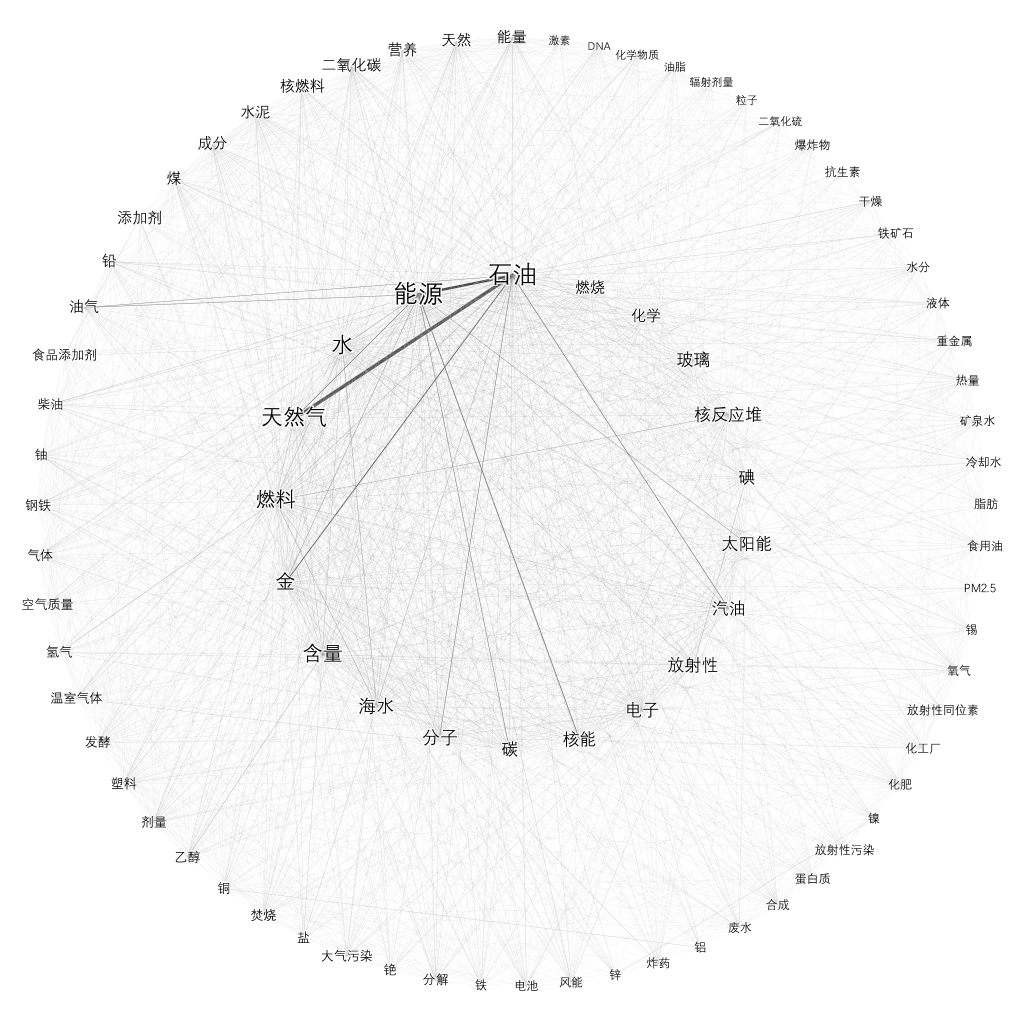 能量
激素
DNA
化学物质
油脂
辐射剂量
粒子
二氧化硫
爆炸物
抗生素
干燥
铁矿石
水分
液体
重金属
热量
矿泉水
冷却水
脂肪
食用油
PM2.5
锡
氧气
放射性同位素
化工厂
化肥
镍
放射性污染
蛋白质
合成
废水
铝
炸药
锌
风能
电池
铁
分解
铯
大气污染
盐
焚烧
铜
乙醇
剂量
塑料
发酵
温室气体
氢气
空气质量
气体
钢铁
铀
柴油
食品添加剂
油气
铅
添加剂
煤
成分
水泥
核燃料
二氧化碳
营养
天然
石油
燃烧
化学
玻璃
核反应堆
碘
太阳能
汽油
放射性
电子
核能
碳
分子
海水
含量
金
燃料
天然气
水
能源